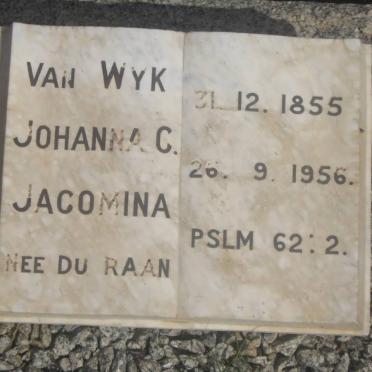 VAN WYK
JOHANNA C.
JACOMINA
NEE DU RAAN
31. 12. 1855
26. 9. 1956.
PSLM 62:2.